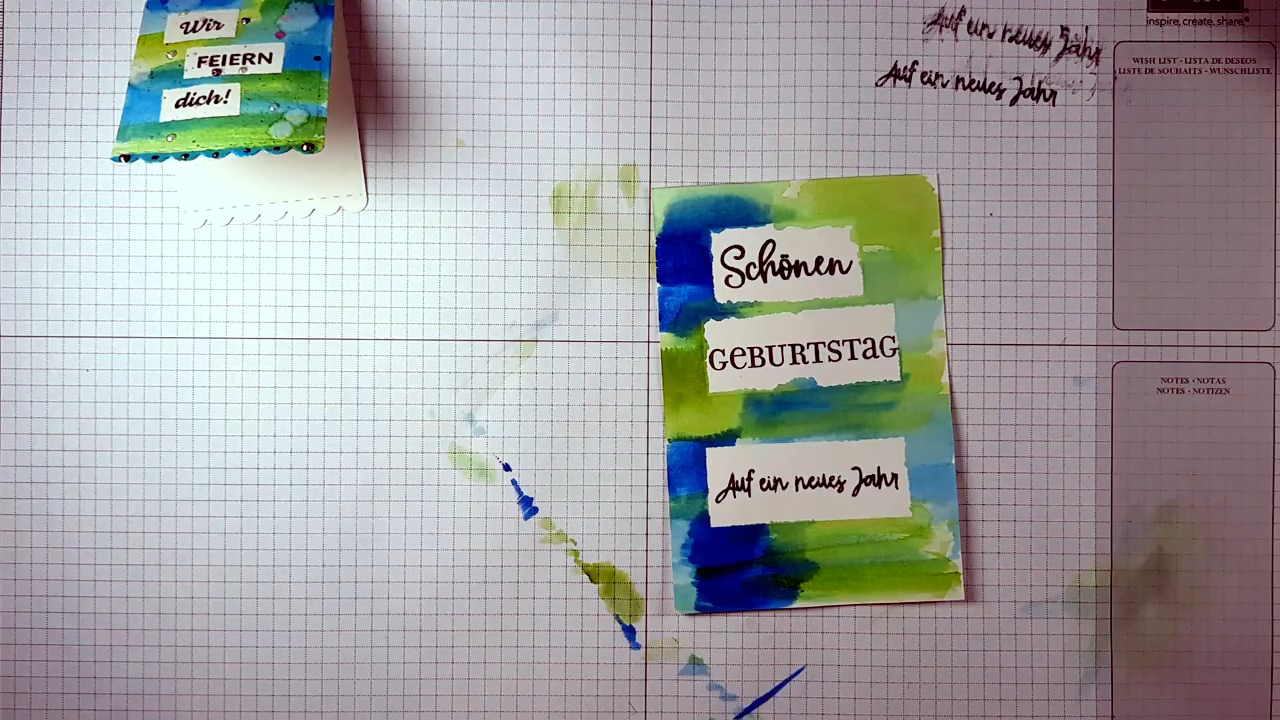 Wir
FEIERN
dich!
Auf ein neues Jahr
Auf ein neues Jahr
inspire.create.share.®
WISH LIST • LISTA DE DESEOS
LISTE DE SOUHAITS • WUNSCHLISTE
Schönen
GEBURTSTAG
Auf ein neues Jahr
NOTES • NOTAS
NOTES • NOTIZEN